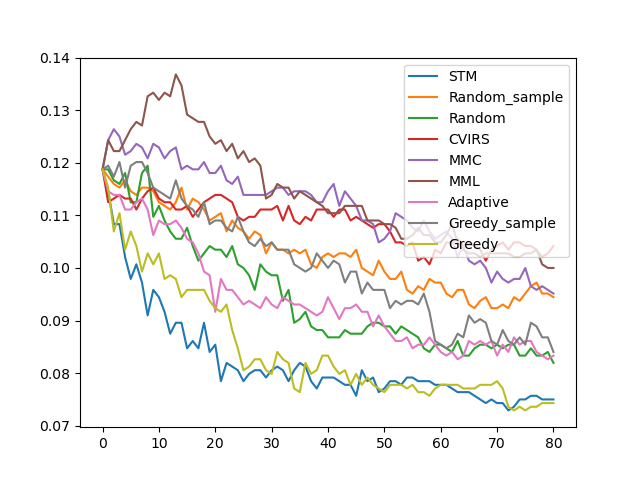 0.14
0.13
0.12
0.11
0.10
0.09
0.08
0.07
0 10 20 30 40 50 60 70 80
STM
Random_sample
Random
CVIRS
MMC
MML
Adaptive
Greedy_sample
Greedy